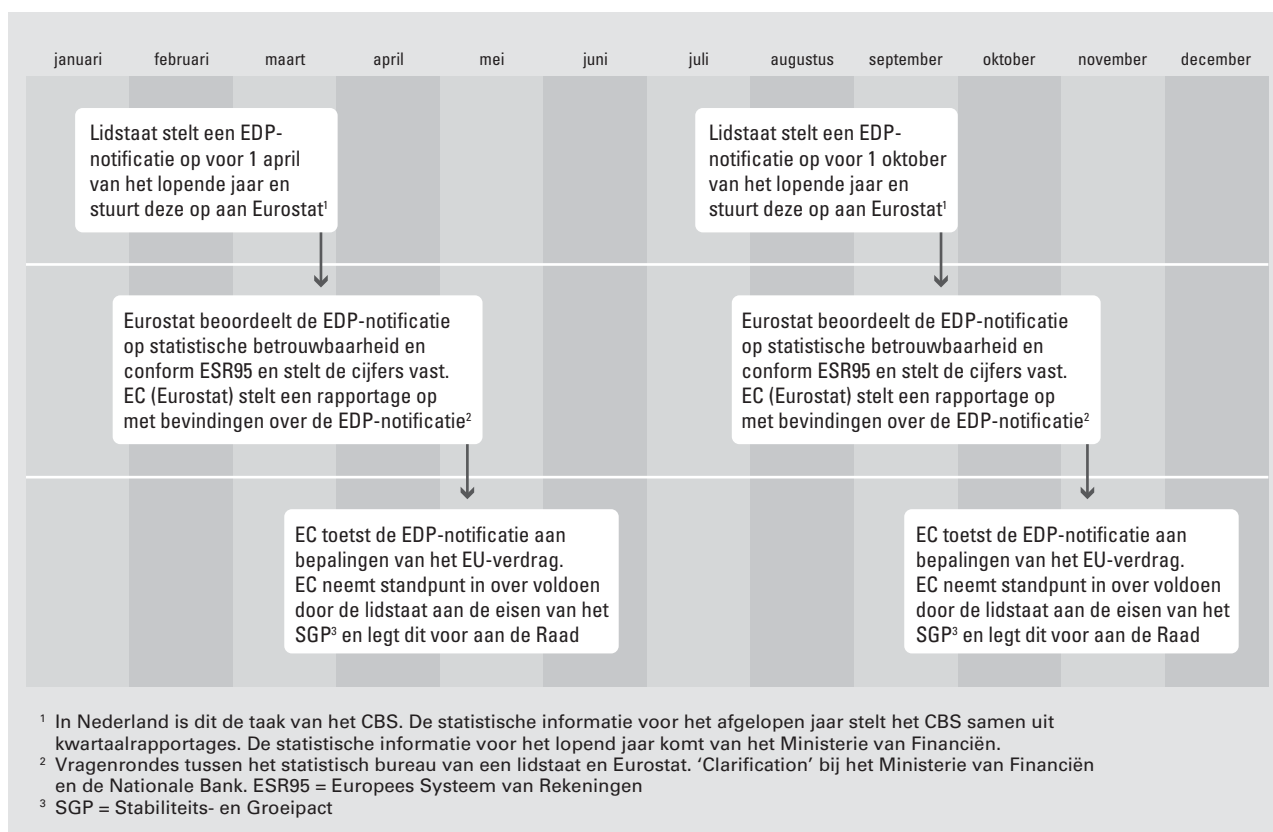 januari februari maart april mei juni juli augustus september oktober november december
Lidstaat stelt een EDP-
notificatie op voor 1 april
van het lopende jaar en
stuurt deze op aan Eurostat¹
Lidstaat stelt een EDP-
notificatie op voor 1 oktober
van het lopende jaar en
stuurt deze op aan Eurostat¹
Eurostat beoordeelt de EDP-notificatie
op statistische betrouwbaarheid en
conform ESR95 en stelt de cijfers vast.
EC (Eurostat) stelt een rapportage op
met bevindingen over de EDP-notificatie²
Eurostat beoordeelt de EDP-notificatie
op statistische betrouwbaarheid en
conform ESR95 en stelt de cijfers vast.
EC (Eurostat) stelt een rapportage op
met bevindingen over de EDP-notificatie²
EC toetst de EDP-notificatie aan
bepalingen van het EU-verdrag.
EC neemt standpunt in over voldoen
door de lidstaat aan de eisen van het
SGP³ en legt dit voor aan de Raad
EC toetst de EDP-notificatie aan
bepalingen van het EU-verdrag.
EC neemt standpunt in over voldoen
door de lidstaat aan de eisen van het
SGP³ en legt dit voor aan de Raad
¹ In Nederland is dit de taak van het CBS. De statistische informatie voor het afgelopen jaar stelt het CBS samen uit
kwartaalrapportages. De statistische informatie voor het lopend jaar komt van het Ministerie van Financiën.
² Vragenrondes tussen het statistisch bureau van een lidstaat en Eurostat. ‘Clarification’ bij het Ministerie van Financiën
en de Nationale Bank. ESR95 = Europees Systeem van Rekeningen
³ SGP = Stabiliteits- en Groeipact